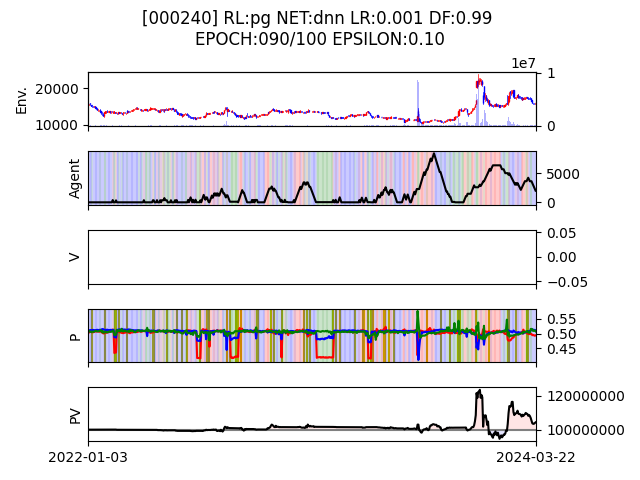 [000240] RL:pg NET:dnn LR:0.001 DF:0.99
EPOCH:090/100 EPSILON:0.10
1e7
Env.
20000
10000
1
0
Agent
5000
0
V
0.05
0.00
−0.05
P
0.55
0.50
0.45
PV
120000000
100000000
2022-01-03
2024-03-22